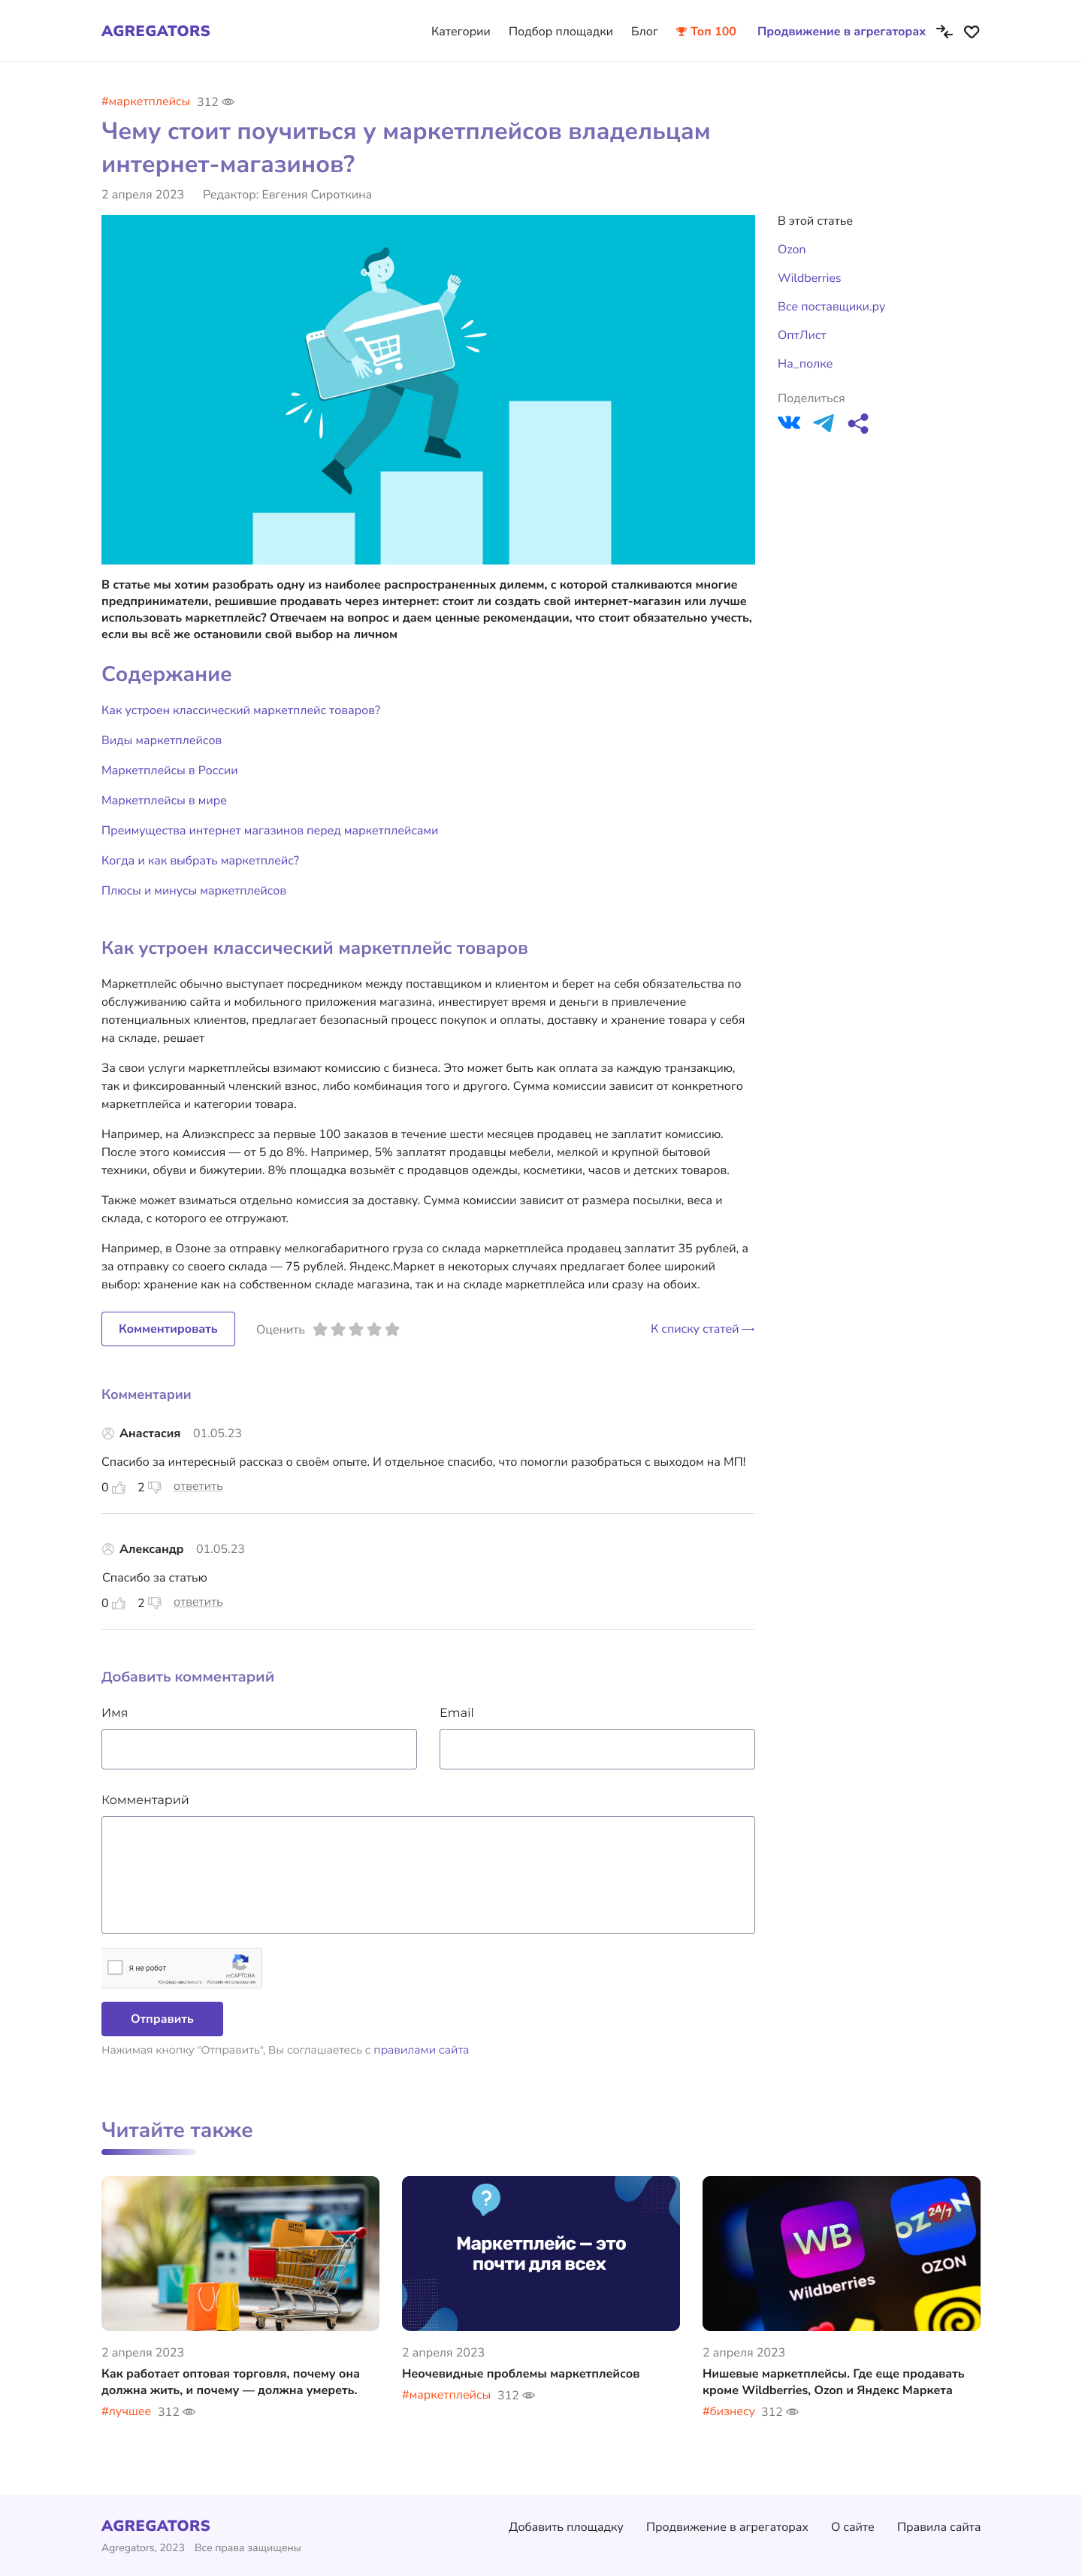 AGREGATORS
Категории Подбор площадки Блог Топ 100 Продвижение в агрегаторах
#маркетплейсы 312
Чему стоит поучиться у маркетплейсов владельцам
интернет-магазинов?
2 апреля 2023 Редактор: Евгения Сироткина
В этой статье
Ozon
Wildberries
Все поставщики.ру
ОптЛист
На_полке
Поделиться
В статье мы хотим разобрать одну из наиболее распространенных дилемм, с которой сталкиваются многие
предприниматели, решившие продавать через интернет: стоит ли создать свой интернет-магазин или лучше
использовать маркетплейс? Отвечаем на вопрос и даем ценные рекомендации, что стоит обязательно учесть,
если вы всё же остановили свой выбор на личном
Содержание
Как устроен классический маркетплейс товаров?
Виды маркетплейсов
Маркетплейсы в России
Маркетплейсы в мире
Преимущества интернет магазинов перед маркетплейсами
Когда и как выбрать маркетплейс?
Плюсы и минусы маркетплейсов
Как устроен классический маркетплейс товаров
Маркетплейс обычно выступает посредником между поставщиком и клиентом и берет на себя обязательства по
обслуживанию сайта и мобильного приложения магазина, инвестирует время и деньги в привлечение
потенциальных клиентов, предлагает безопасный процесс покупок и оплаты, доставку и хранение товара у себя
на складе, решает
За свои услуги маркетплейсы взимают комиссию с бизнеса. Это может быть как оплата за каждую транзакцию,
так и фиксированный членский взнос, либо комбинация того и другого. Сумма комиссии зависит от конкретного
маркетплейса и категории товара.
Например, на Алиэкспресс за первые 100 заказов в течение шести месяцев продавец не заплатит комиссию.
После этого комиссия — от 5 до 8%. Например, 5% заплатят продавцы мебели, мелкой и крупной бытовой
техники, обуви и бижутерии. 8% площадка возьмёт с продавцов одежды, косметики, часов и детских товаров.
Также может взиматься отдельно комиссия за доставку. Сумма комиссии зависит от размера посылки, веса и
склада, с которого ее отгружают.
Например, в Озоне за отправку мелкогабаритного груза со склада маркетплейса продавец заплатит 35 рублей, а
за отправку со своего склада — 75 рублей. Яндекс.Маркет в некоторых случаях предлагает более широкий
выбор: хранение как на собственном складе магазина, так и на складе маркетплейса или сразу на обоих.
Комментировать Оценить К списку статей
Комментарии
Анастасия 01.05.23
Спасибо за интересный рассказ о своём опыте. И отдельное спасибо, что помогли разобраться с выходом на МП!
0 2 ответить
Александр 01.05.23
Спасибо за статью
0 2 ответить
Добавить комментарий
Имя Email
Комментарий
Я не робот
reCAPTCHA
Конфиденциальность - Условия использования
Отправить
Нажимая кнопку "Отправить", Вы соглашаетесь с правилами сайта
Читайте также
?
Маркетплейс – это
почти для всех
WB
Wildberries
OZON
24/7
OZON
2 апреля 2023
Как работает оптовая торговля, почему она
должна жить, и почему — должна умереть.
#лучшее 312
2 апреля 2023
Неочевидные проблемы маркетплейсов
#маркетплейсы 312
2 апреля 2023
Нишевые маркетплейсы. Где еще продавать
кроме Wildberries, Ozon и Яндекс Маркета
#бизнесу 312
AGREGATORS
Agregators, 2023 Все права защищены
Добавить площадку Продвижение в агрегаторах О сайте Правила сайта